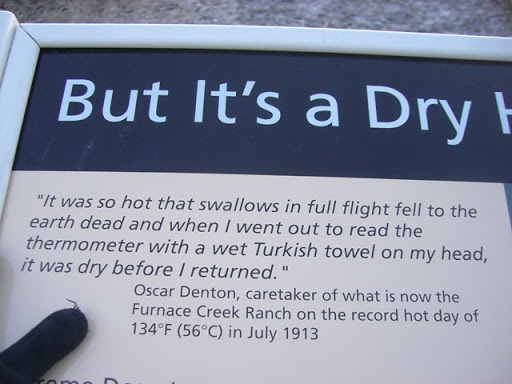 But It's a Dry
"It was so hot that swallows in full flight fell to the
earth dead and when I went out to read the
thermometer with a wet Turkish towel on my head,
it was dry before I returned."
Oscar Denton, caretaker of what is now the
Furnace Creek Ranch on the record hot day of
134°F (56°C) in July 1913